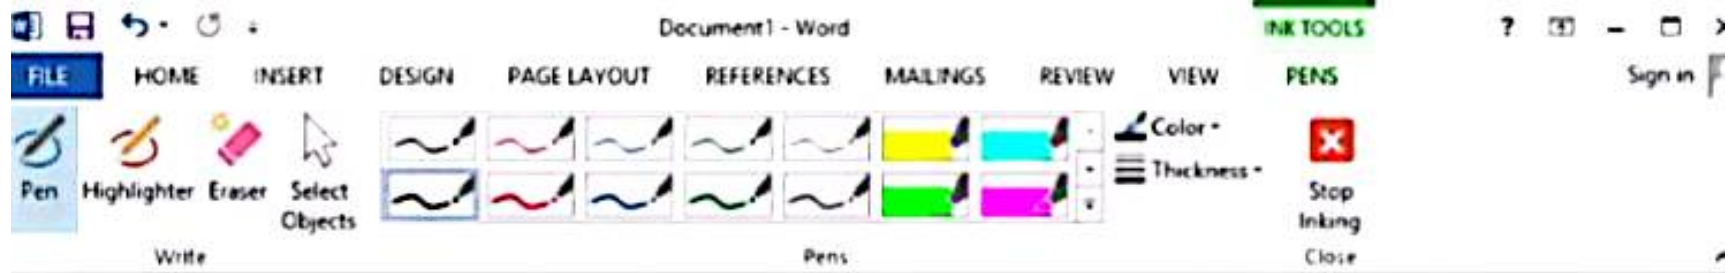 Document1 - Word
INK TOOLS
?
FILE HOME INSERT DESIGN PAGE LAYOUT REFERENCES MAILINGS REVIEW VIEW PENS
Sign in
Pen Highlighter Eraser Select Objects
Color
Thickness
Stop Inking
Write Pens Close